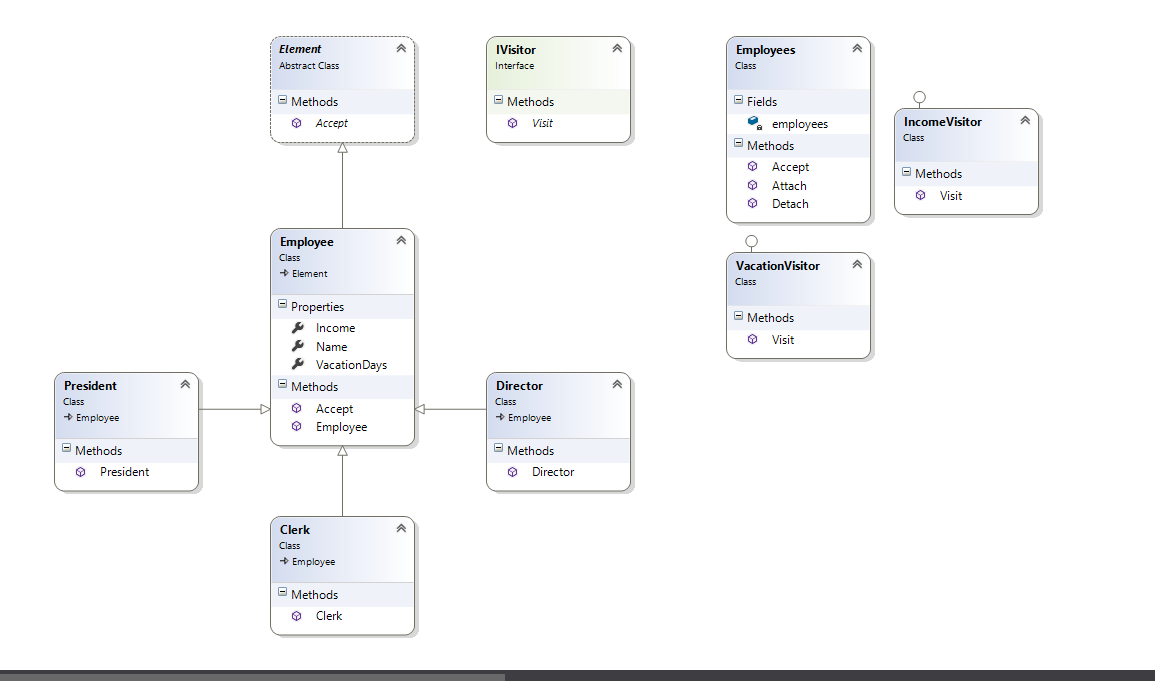 Element
Abstract Class
Methods
Accept
IVisitor
Interface
Methods
Visit
Employees
Class
Fields
employees
Methods
Accept
Attach
Detach
IncomeVisitor
Class
Methods
Visit
Employee
Class
Element
Properties
Income
Name
VacationDays
Methods
Accept
Employee
VacationVisitor
Class
Methods
Visit
President
Class
Employee
Methods
President
Director
Class
Employee
Methods
Director
Clerk
Class
Employee
Methods
Clerk